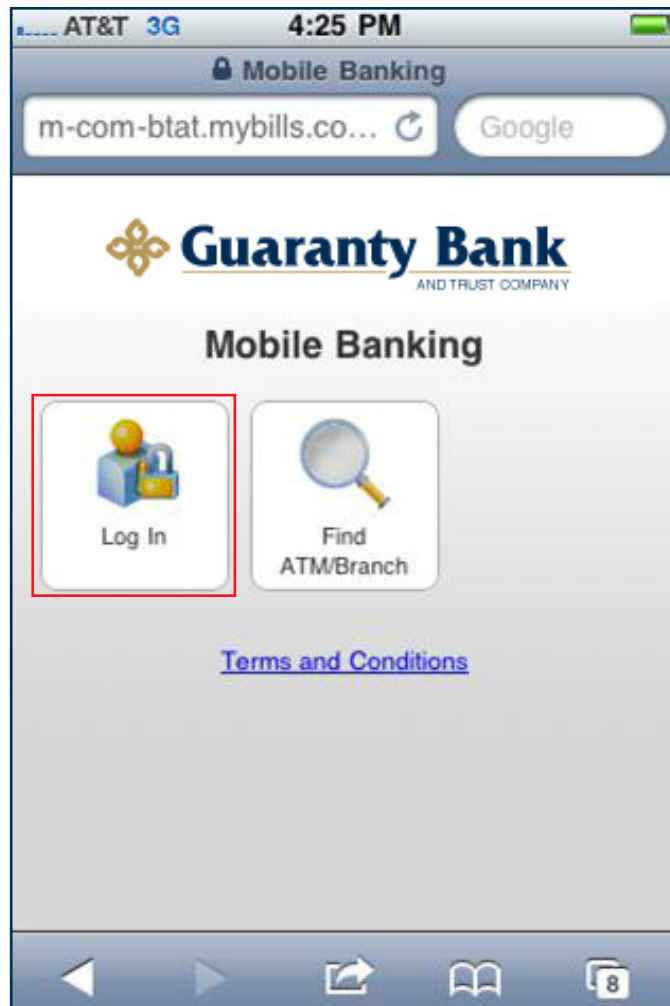 AT&T 3G 4:25 PM
Mobile Banking
m-com-btat.mybills.co... Google
Guaranty Bank
AND TRUST COMPANY
Mobile Banking
Log In
Find
ATM/Branch
Terms and Conditions
8